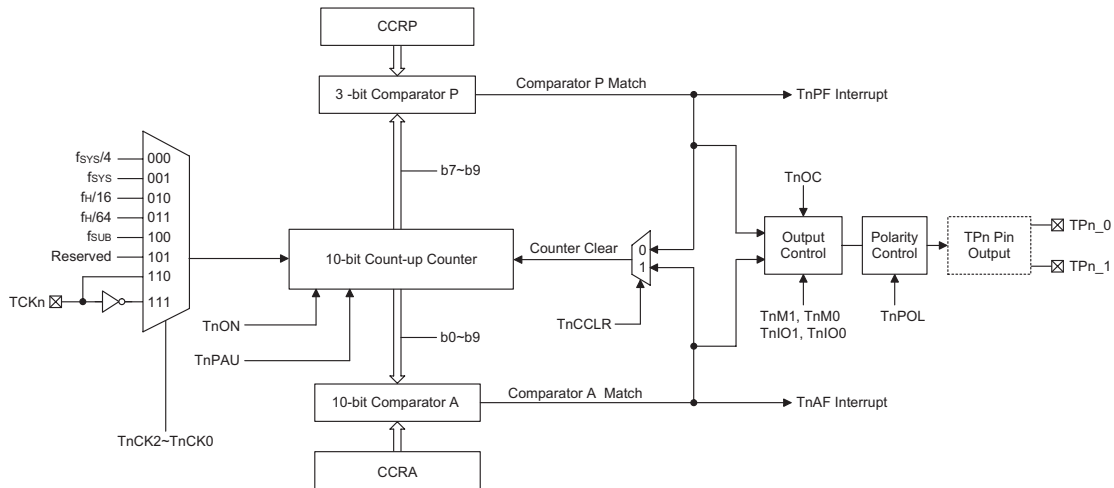 CCRP
3 -bit Comparator P
Comparator P Match
TnPF Interrupt
fSYS/4
000
fSYS
001
fH/16
010
fH/64
011
fSUB
100
Reserved
101
110
TCKn
111
b7~b9
TnOC
10-bit Count-up Counter
Counter Clear
0
1
Output
Control
Polarity
Control
TPn Pin
Output
TPn_0
TPn_1
TnON
TnPAU
b0~b9
TnCCLR
TnM1, TnM0
TnIO1, TnIO0
TnPOL
10-bit Comparator A
Comparator A Match
TnAF Interrupt
TnCK2~TnCK0
CCRA